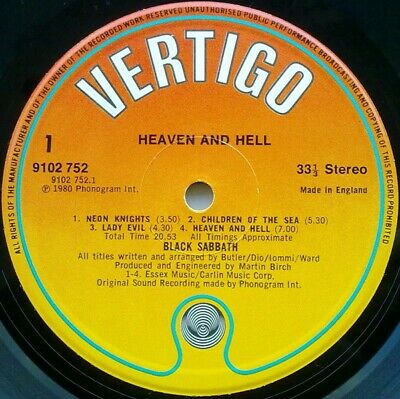 ALL RIGHTS OF THE MANUFACTURER AND OF THE OWNER OF THE RECORDED WORK RESERVED UNAUTHORISED PUBLIC PERFORMANCE BROADCASTING AND COPYING OF THIS RECORD PROHIBITED
VERTIGO
1
HEAVEN AND HELL
9102 752
33⅓ Stereo
9102 752.1
Made in England
Ⓟ 1980 Phonogram Int.
1. NEON KNIGHTS (3.50) 2. CHILDREN OF THE SEA (5.30)
3. LADY EVIL (4.30) 4. HEAVEN AND HELL (7.00)
Total Time 20.53 All Timings Approximate
BLACK SABBATH
All titles written and arranged by Butler/Dio/Iommi/Ward
Produced and Engineered by Martin Birch
1-4. Essex Music/Carlin Music Corp.
Original Sound Recording made by Phonogram Int.